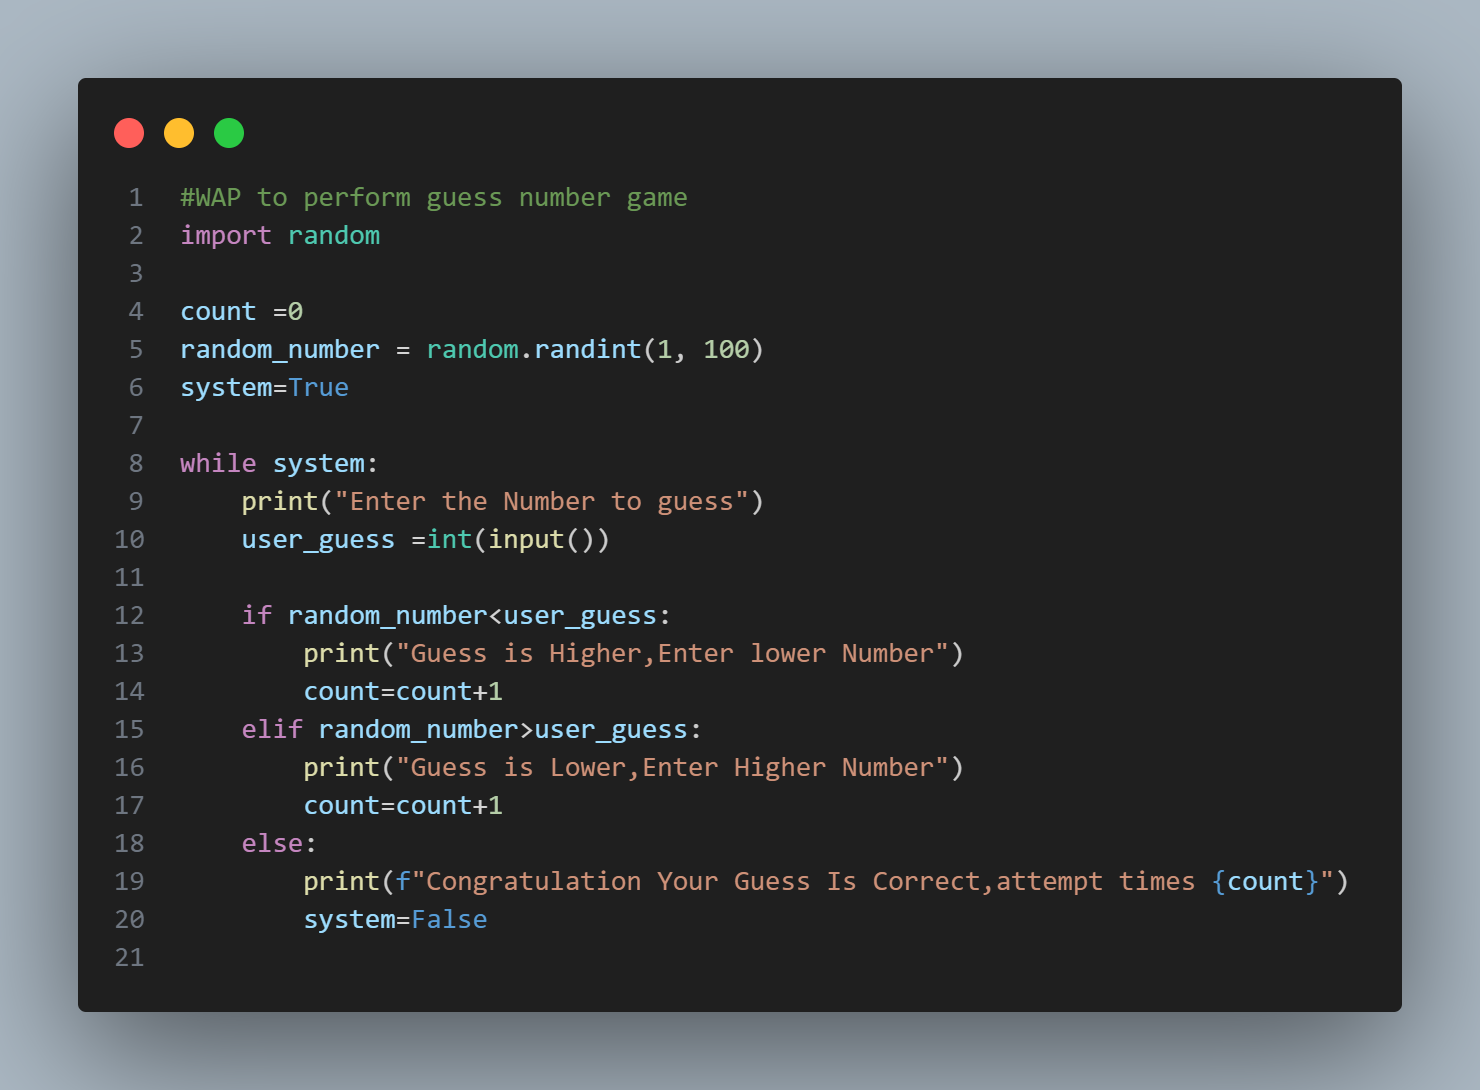 1 #WAP to perform guess number game
2 import random
3
4 count =0
5 random_number = random.randint(1, 100)
6 system=True
7
8 while system:
9     print("Enter the Number to guess")
10     user_guess =int(input())
11
12     if random_number<user_guess:
13         print("Guess is Higher,Enter lower Number")
14         count=count+1
15     elif random_number>user_guess:
16         print("Guess is Lower,Enter Higher Number")
17         count=count+1
18     else:
19         print(f"Congratulation Your Guess Is Correct,attempt times {count}")
20         system=False
21